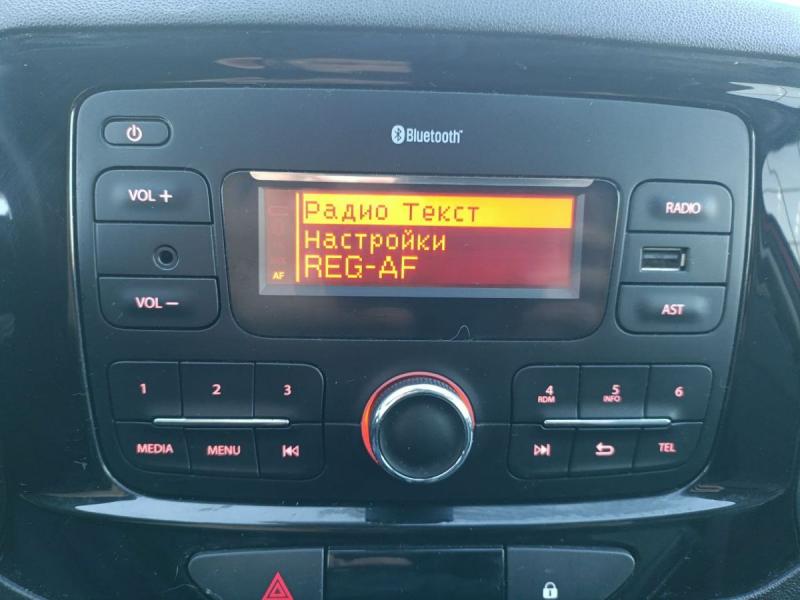 Bluetooth
VOL +
RADIO
Радио Текст
Настройки
AF
REG-AF
VOL −
AST
1
2
3
4
RDM
5
INFO
6
MEDIA
MENU
TEL